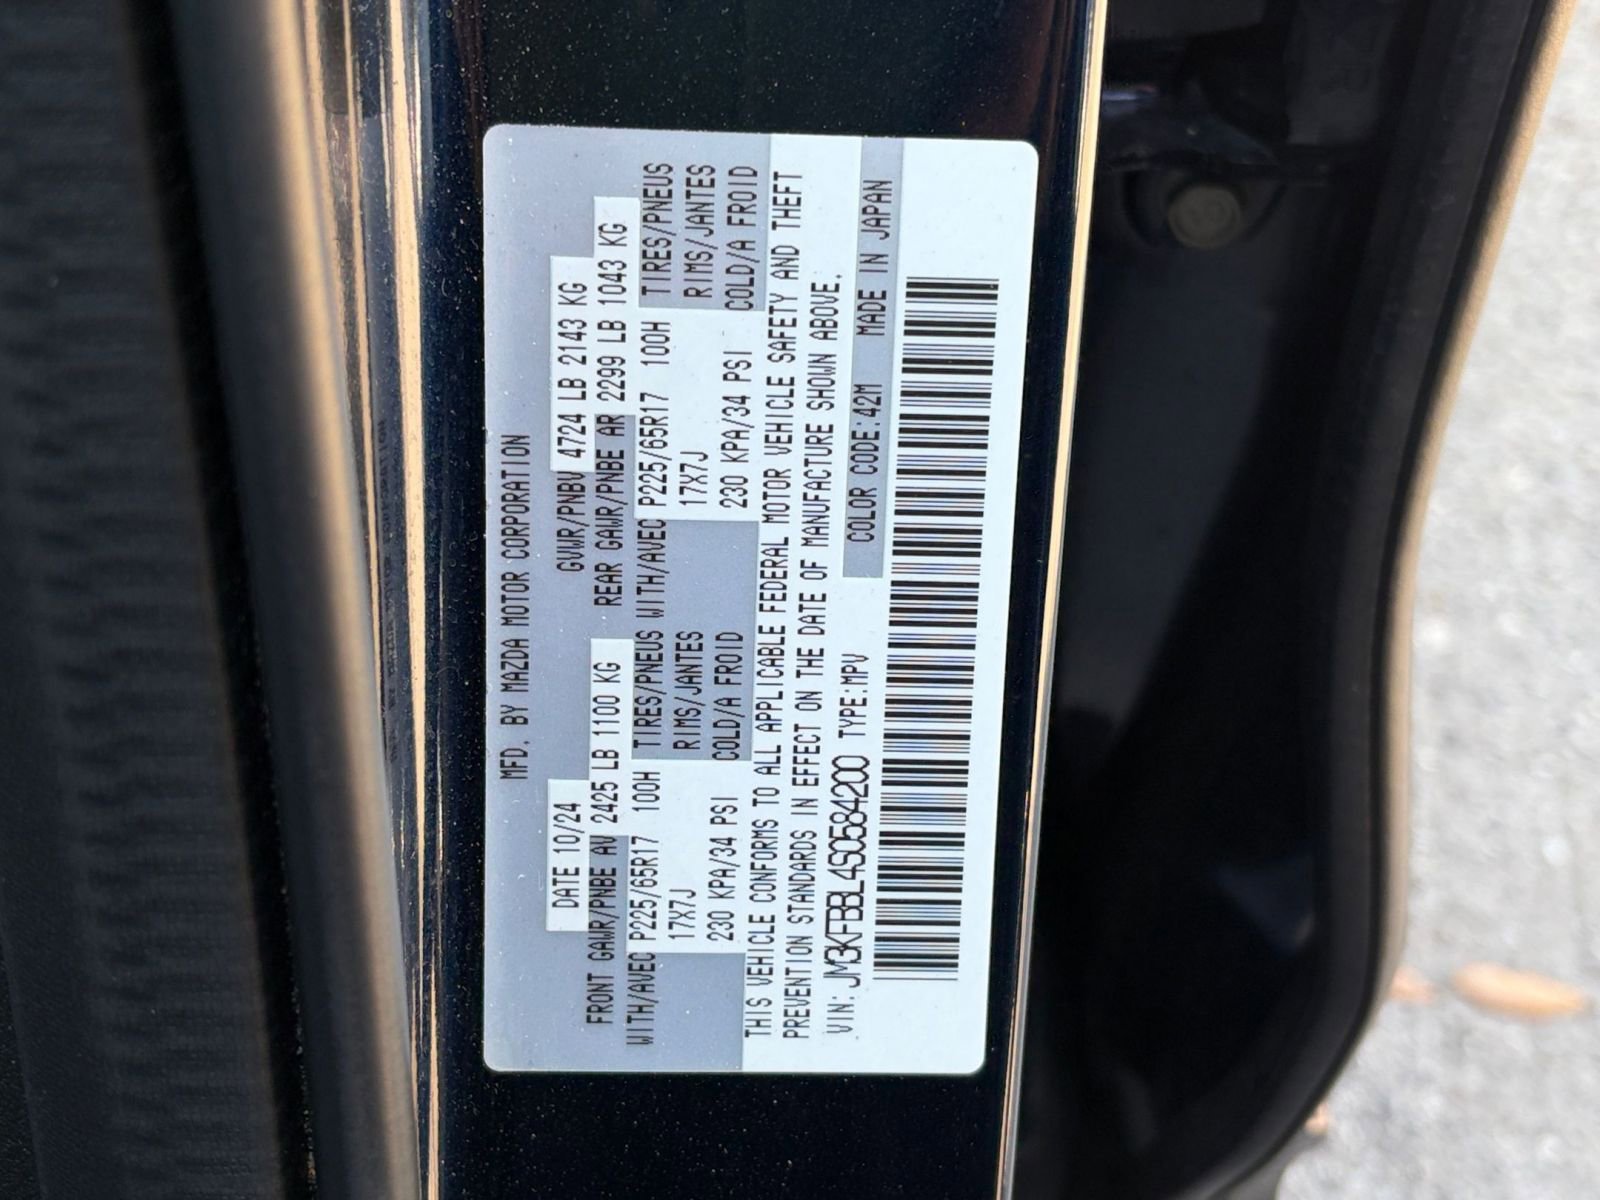 MFD. BY MAZDA MOTOR CORPORATION
DATE 10/24 GVWR/PNBV 4724 LB 2143 KG
FRONT GAWR/PNBE AV 2425 LB 1100 KG REAR GAWR/PNBE AR 2299 LB 1043 KG
WITH/AVEC P225/65R17 100H TIRES/PNEUS WITH/AVEC P225/65R17 100H TIRES/PNEUS
17X7J RIMS/JANTES 17X7J RIMS/JANTES
230 KPA/34 PSI COLD/A FROID 230 KPA/34 PSI COLD/A FROID
THIS VEHICLE CONFORMS TO ALL APPLICABLE FEDERAL MOTOR VEHICLE SAFETY AND THEFT
PREVENTION STANDARDS IN EFFECT ON THE DATE OF MANUFACTURE SHOWN ABOVE.
VIN: JM3KFBBL4S0584200 TYPE:MPV COLOR CODE:42M MADE IN JAPAN